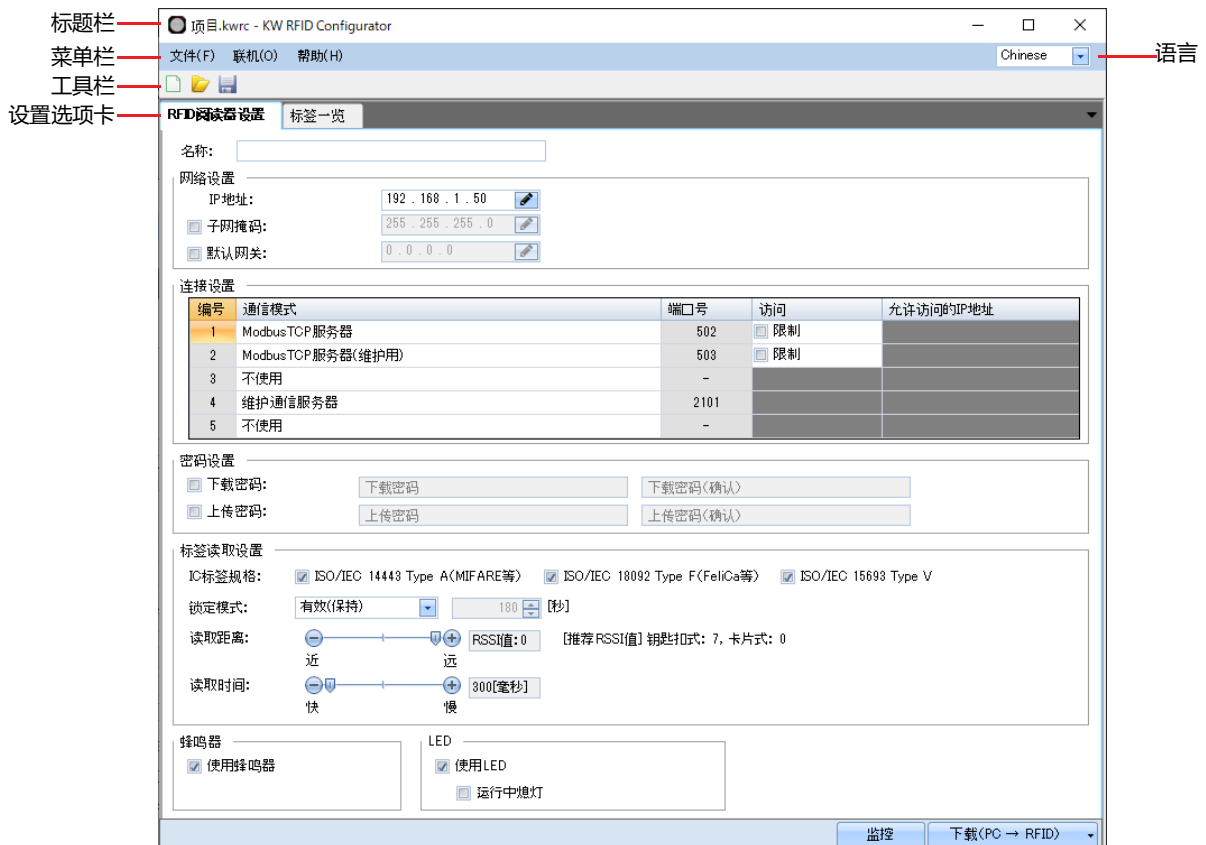 标题栏
项目.kwrc - KW RFID Configurator
菜单栏
文件(F) 联机(O) 帮助(H)
Chinese
语言
工具栏
设置选项卡
RFID阅读器设置 标签一览
名称:
网络设置
IP地址: 192 . 168 . 1 . 50
子网掩码: 255 . 255 . 255 . 0
默认网关: 0 . 0 . 0 . 0
连接设置
编号 通信模式 端口号 访问 允许访问的IP地址
1 ModbusTCP服务器 502 限制
2 ModbusTCP服务器(维护用) 503 限制
3 不使用 -
4 维护通信服务器 2101
5 不使用 -
密码设置
下载密码: 下载密码 下载密码(确认)
上传密码: 上传密码 上传密码(确认)
标签读取设置
IC标签规格: ISO/IEC 14443 Type A(MIFARE等) ISO/IEC 18092 Type F(FeliCa等) ISO/IEC 15693 Type V
锁定模式: 有效(保持) 180 [秒]
读取距离: RSSI值: 0 [推荐RSSI值] 钥匙扣式: 7, 卡片式: 0
近 远
读取时间: 300[毫秒]
快 慢
蜂鸣器 LED
使用蜂鸣器 使用LED
运行中熄灯
监控 下载(PC → RFID)